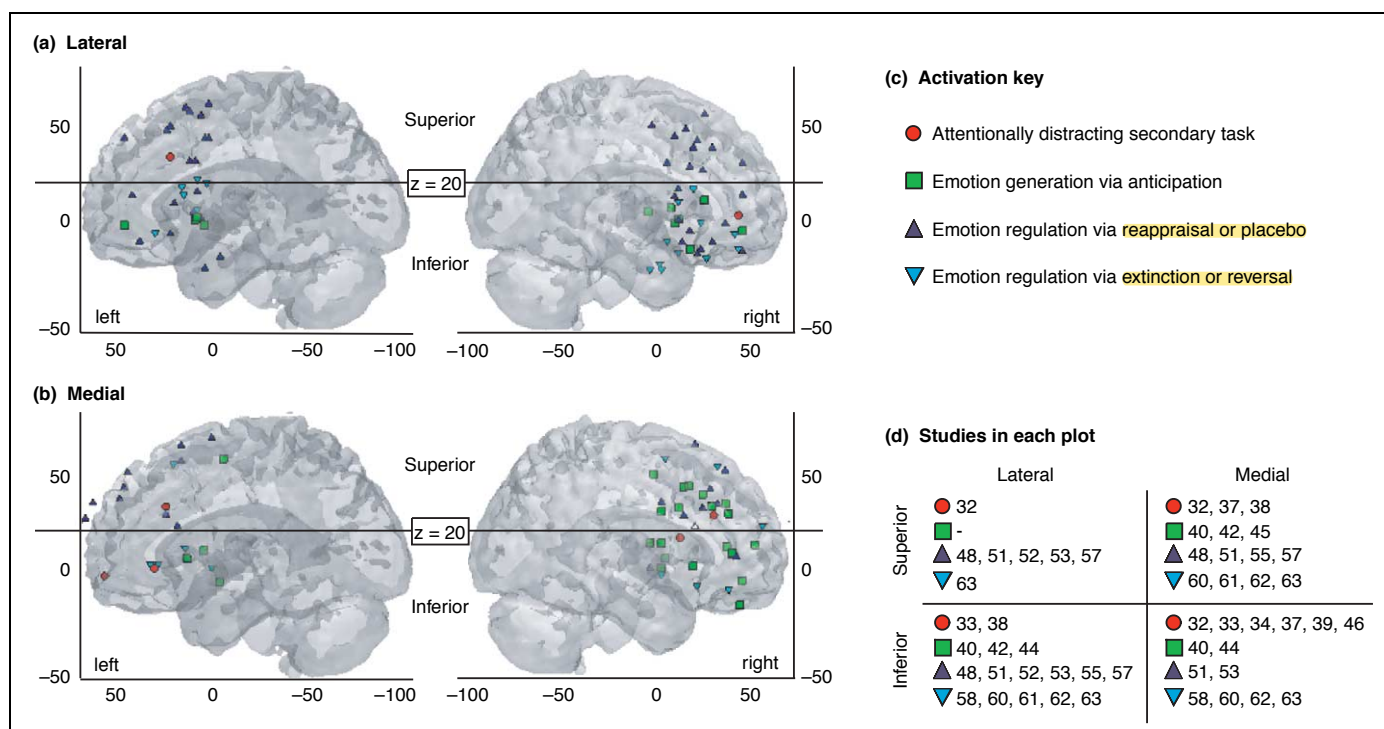 (a) Lateral
50
0
–50
left
50 0 –50 –100
Superior
z = 20
Inferior
50
0
–50
right
–100 –50 0 50
(b) Medial
50
0
–50
left
50 0 –50 –100
Superior
z = 20
Inferior
50
0
–50
right
–100 –50 0 50
(c) Activation key
Attentionally distracting secondary task
Emotion generation via anticipation
Emotion regulation via reappraisal or placebo
Emotion regulation via extinction or reversal
(d) Studies in each plot
Lateral Medial
Superior
32
-
48, 51, 52, 53, 57
63
32, 37, 38
40, 42, 45
48, 51, 55, 57
60, 61, 62, 63
Inferior
33, 38
40, 42, 44
48, 51, 52, 53, 55, 57
58, 60, 61, 62, 63
32, 33, 34, 37, 39, 46
40, 44
51, 53
58, 60, 62, 63